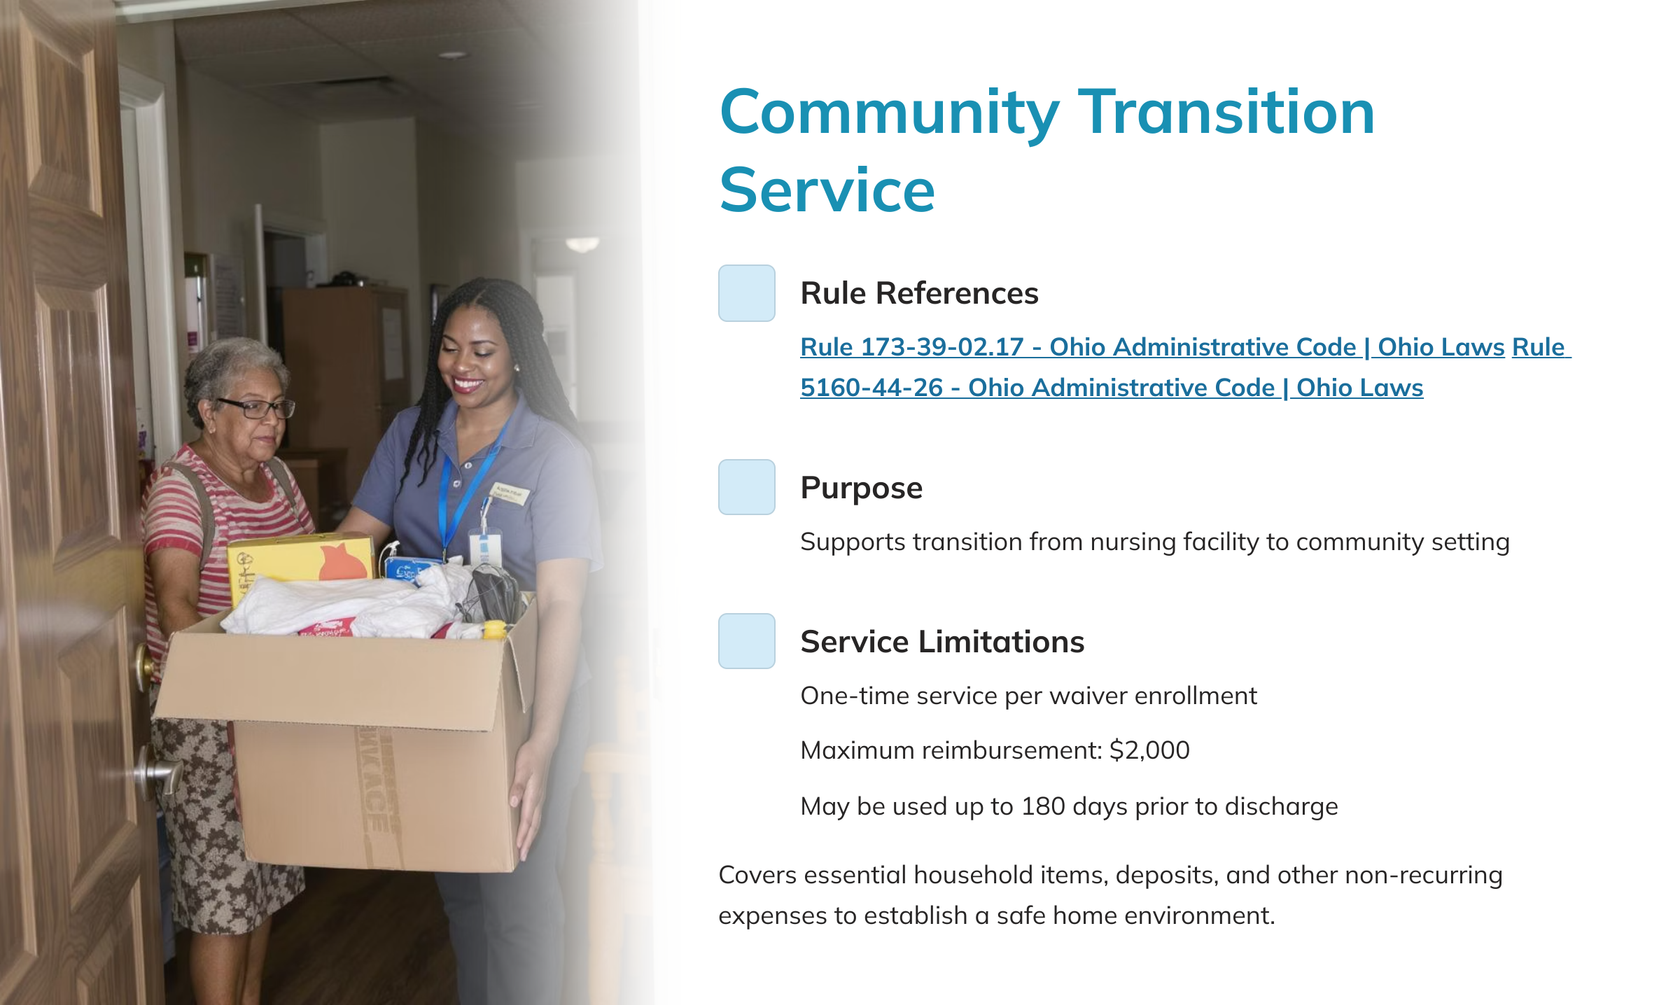 Community Transition
Service
Rule References
Rule 173-39-02.17 - Ohio Administrative Code | Ohio Laws Rule
5160-44-26 - Ohio Administrative Code | Ohio Laws
Purpose
Supports transition from nursing facility to community setting
Service Limitations
One-time service per waiver enrollment
Maximum reimbursement: $2,000
May be used up to 180 days prior to discharge
Covers essential household items, deposits, and other non-recurring
expenses to establish a safe home environment.